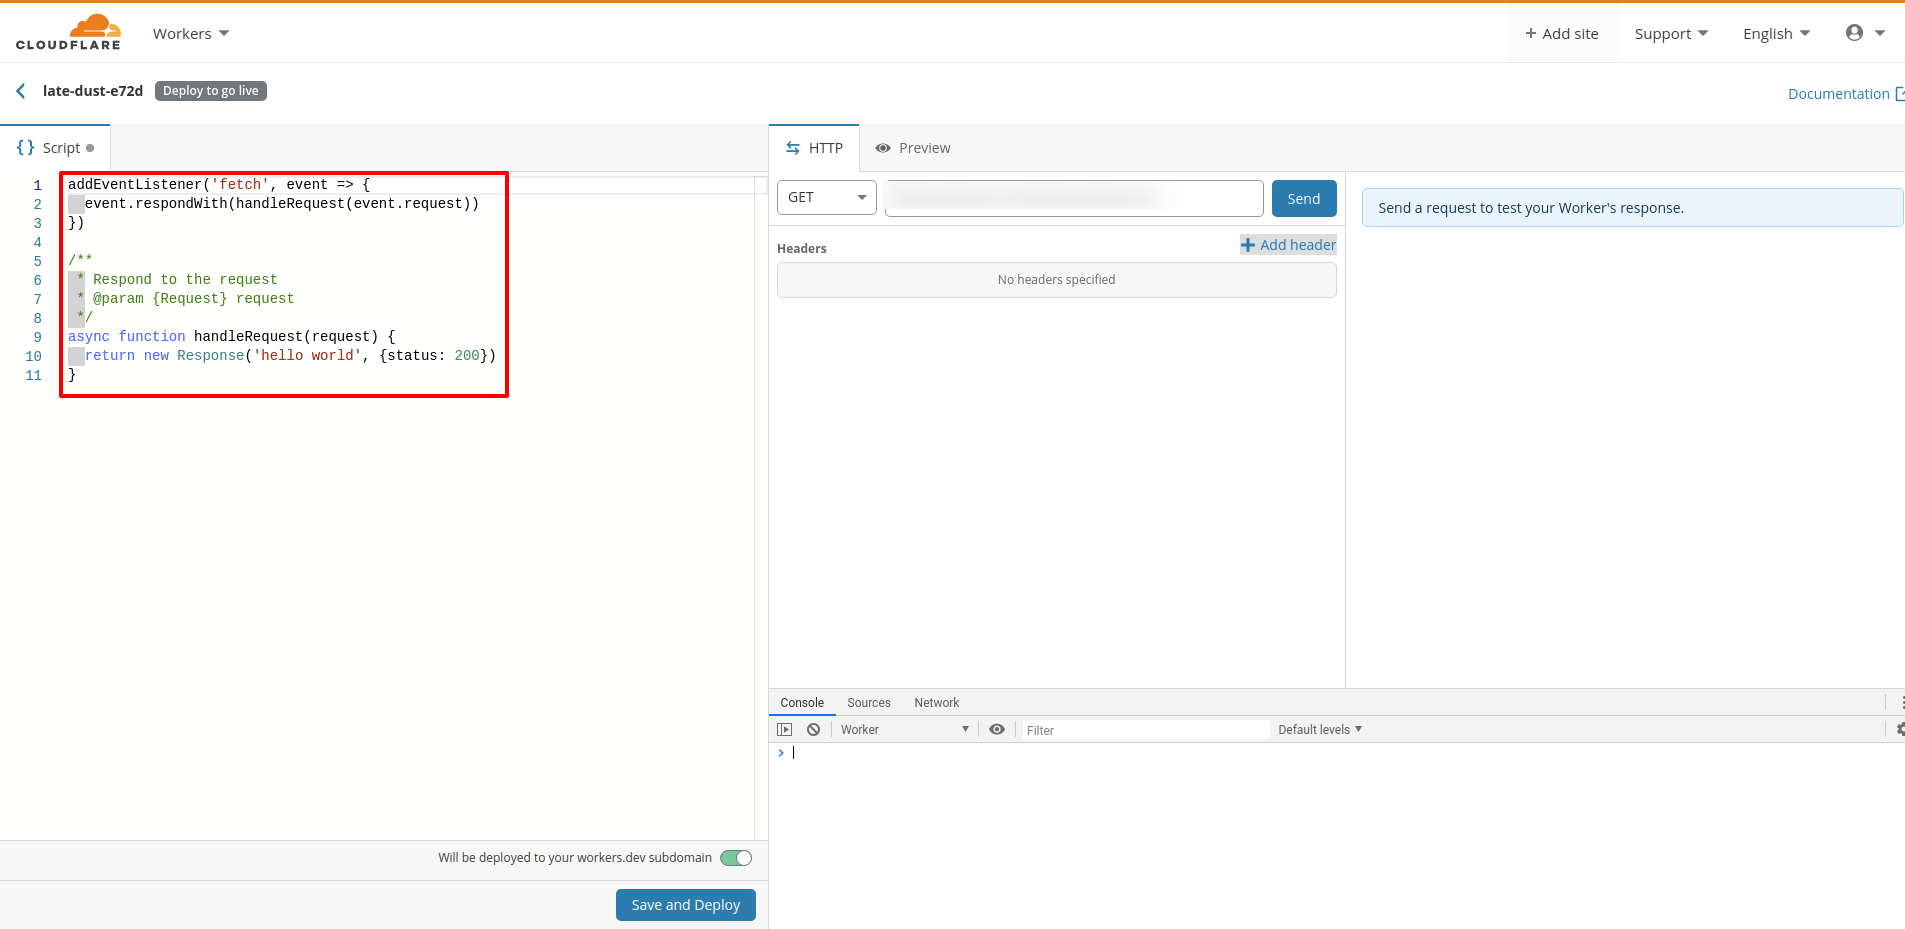 CLOUDFLARE
Workers
+ Add site
Support
English
late-dust-e72d
Deploy to go live
Documentation
{} Script
HTTP
Preview
1 addEventListener('fetch', event => {
2   event.respondWith(handleRequest(event.request))
3 })
4
5 /**
6  * Respond to the request
7  * @param {Request} request
8  */
9 async function handleRequest(request) {
10   return new Response('hello world', {status: 200})
11 }
GET
Send
Headers
+ Add header
No headers specified
Send a request to test your Worker's response.
Console
Sources
Network
Worker
Filter
Default levels
>
Will be deployed to your workers.dev subdomain
Save and Deploy